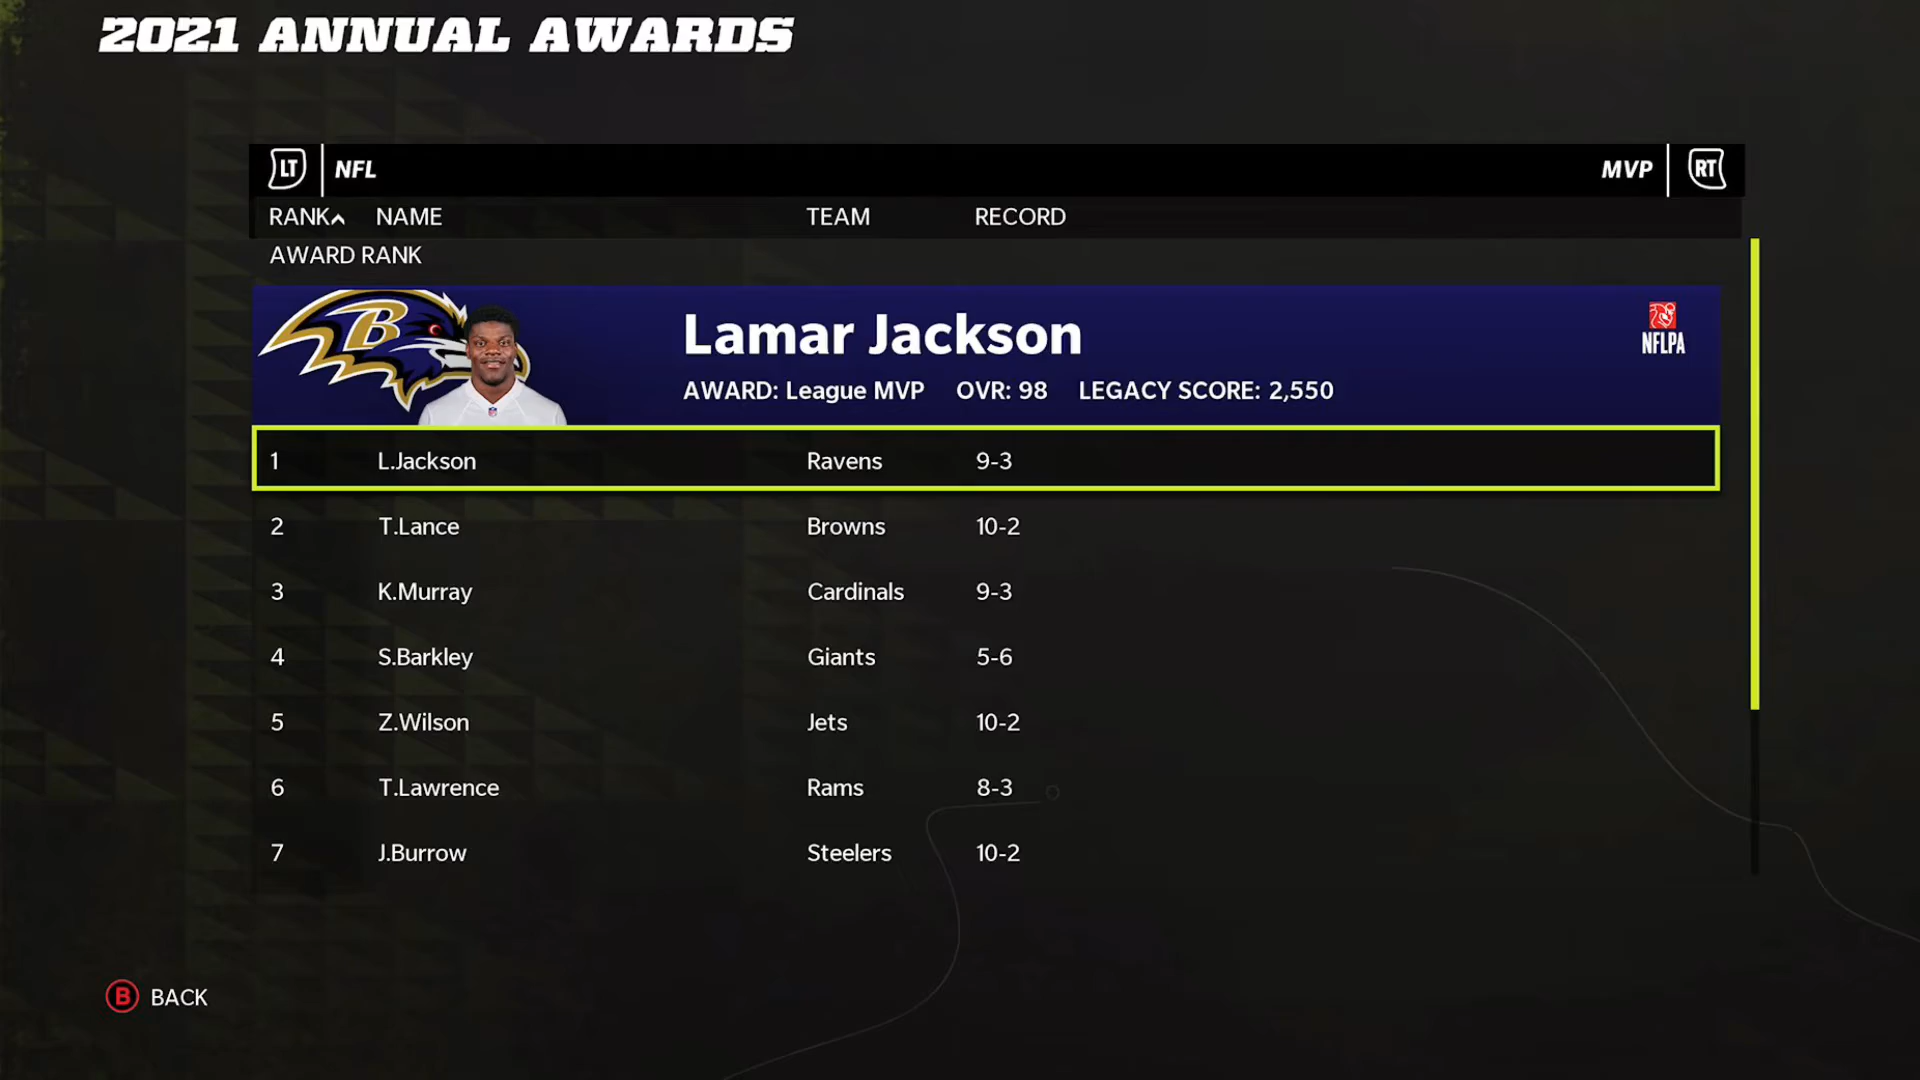 2021 ANNUAL AWARDS
LT NFL MVP RT
RANK NAME TEAM RECORD
AWARD RANK
B
Lamar Jackson
NFLPA
AWARD: League MVP OVR: 98 LEGACY SCORE: 2,550
1 L.Jackson Ravens 9-3
2 T.Lance Browns 10-2
3 K.Murray Cardinals 9-3
4 S.Barkley Giants 5-6
5 Z.Wilson Jets 10-2
6 T.Lawrence Rams 8-3
7 J.Burrow Steelers 10-2
B BACK